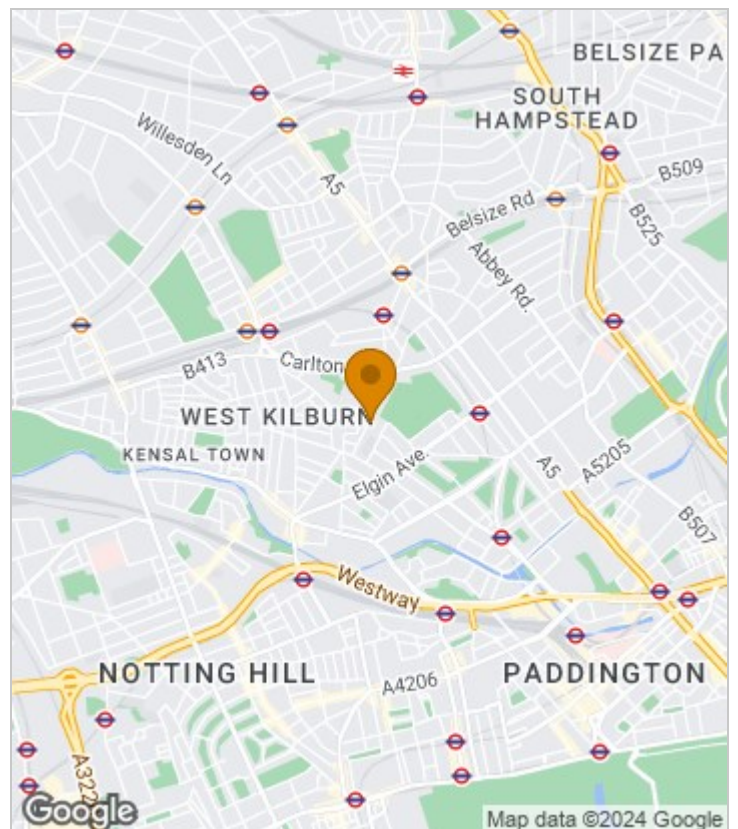 BELSIZE PA
SOUTH
HAMPSTEAD
Willesden Ln
A5
B509
Belsize Rd
B525
Abbey Rd.
B413
Carlton
WEST KILBURN
KENSAL TOWN
Elgin Ave.
A5
A5205
B507
Westway
NOTTING HILL
PADDINGTON
A4206
A322
Google
Map data ©2024 Google